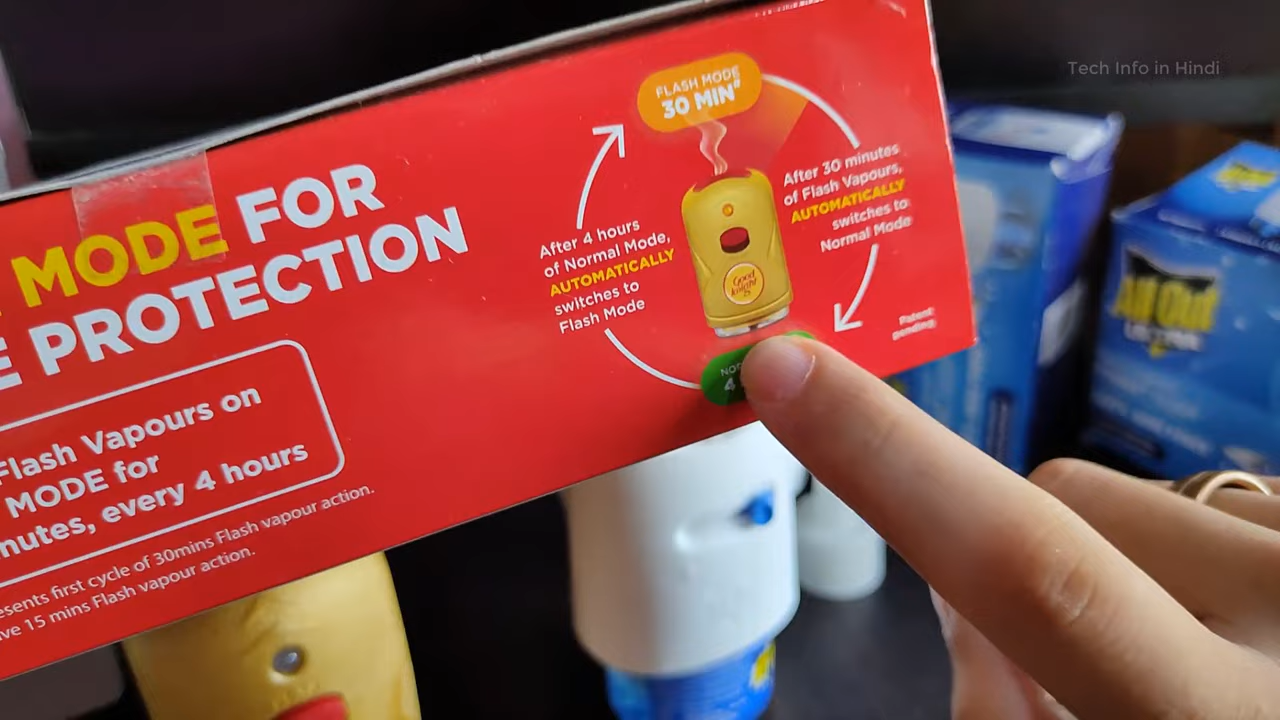 Tech Info in Hindi
MODE FOR
PROTECTION
Flash Vapours on
MODE for
every 4 hours
first cycle of 30mins Flash vapour action.
15 mins Flash vapour action.
FLASH MODE
30 MIN#
After 30 minutes
of Flash Vapours,
AUTOMATICALLY
switches to
Normal Mode
After 4 hours
of Normal Mode,
AUTOMATICALLY
switches to
Flash Mode
Good
knight
4
Patent
pending
All Out
ULTRA